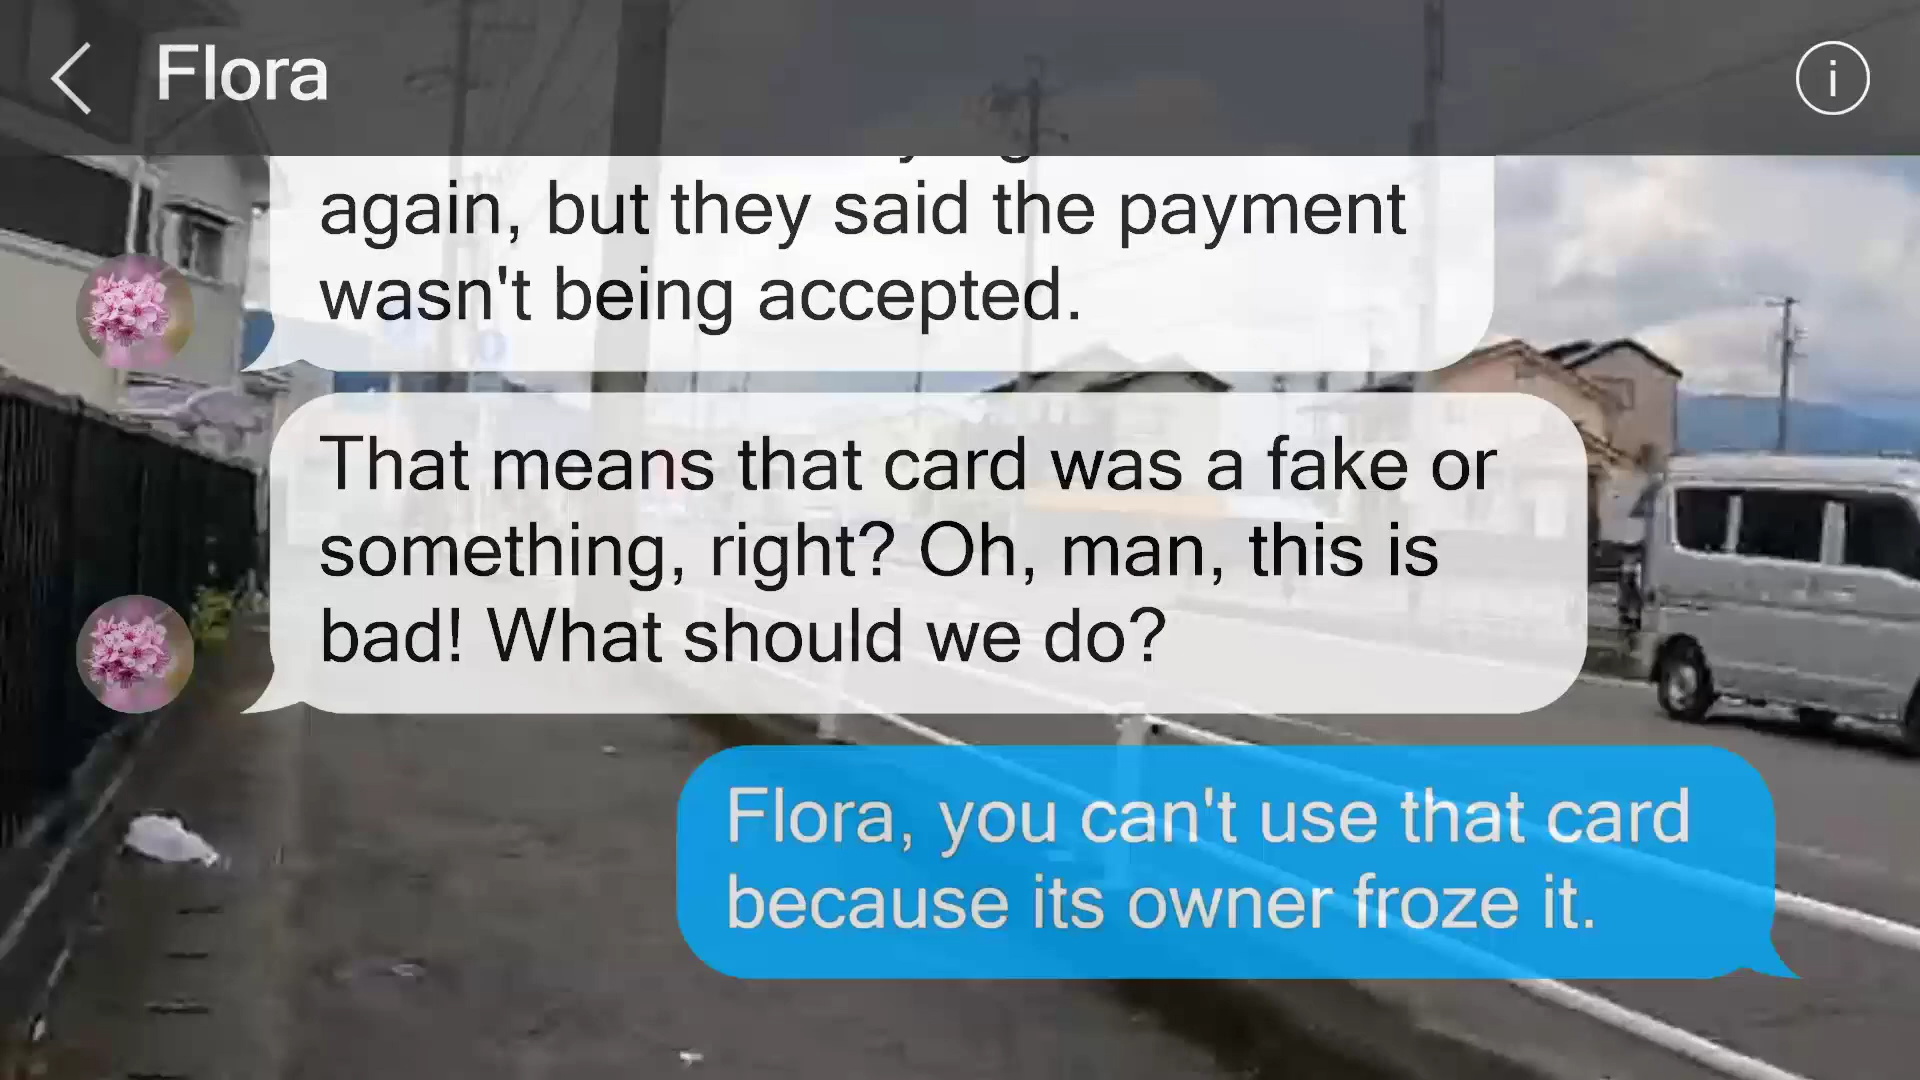 Flora
i
again, but they said the payment
wasn't being accepted.
That means that card was a fake or
something, right? Oh, man, this is
bad! What should we do?
Flora, you can't use that card
because its owner froze it.